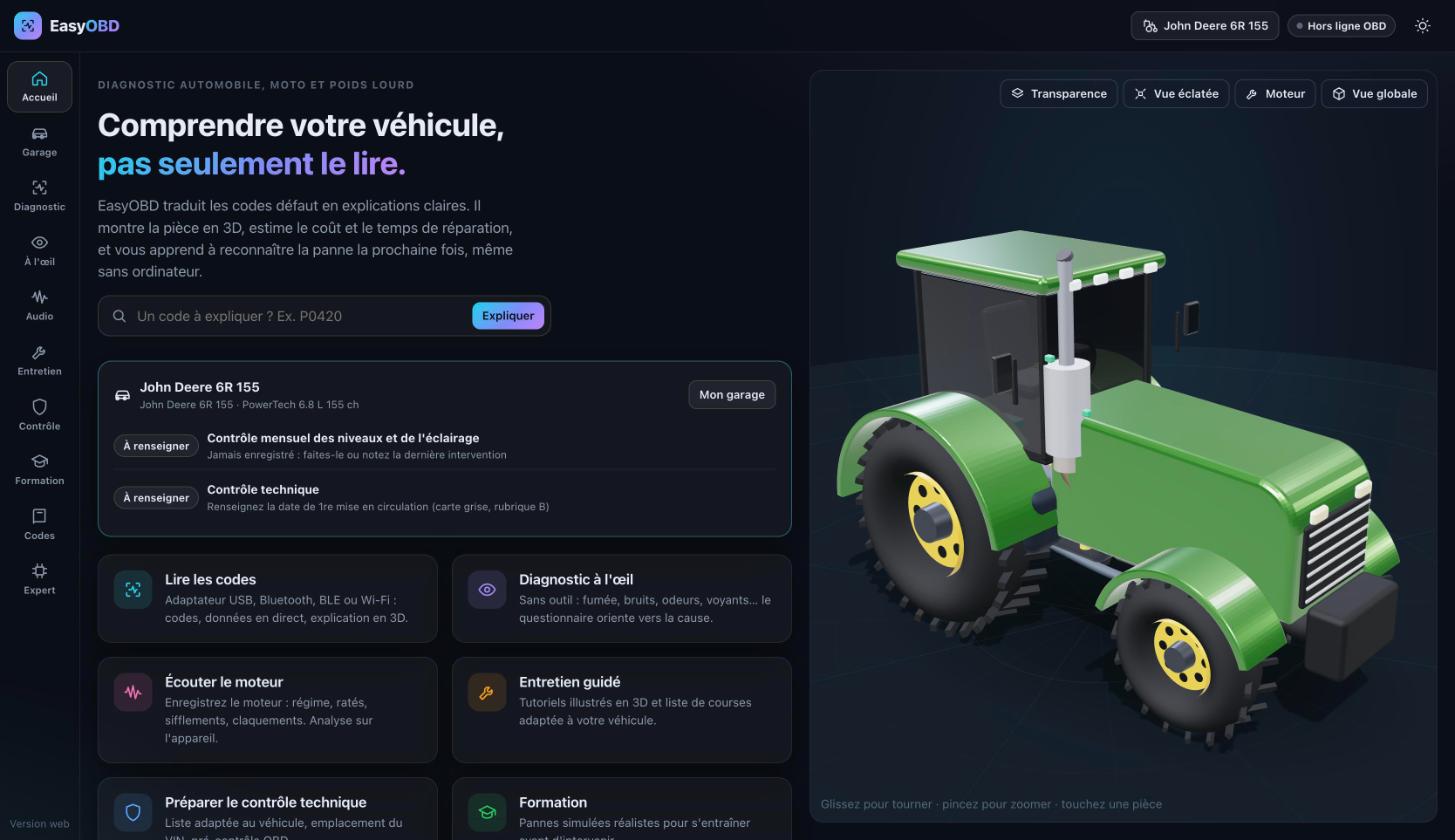 EasyOBD
John Deere 6R 155
Hors ligne OBD
Accueil
Garage
Diagnostic
À l'œil
Audio
Entretien
Contrôle
Formation
Codes
Expert
Version web
DIAGNOSTIC AUTOMOBILE, MOTO ET POIDS LOURD
Comprendre votre véhicule,
pas seulement le lire.
EasyOBD traduit les codes défaut en explications claires. Il
montre la pièce en 3D, estime le coût et le temps de réparation,
et vous apprend à reconnaître la panne la prochaine fois, même
sans ordinateur.
Un code à expliquer ? Ex. P0420
Expliquer
John Deere 6R 155
John Deere 6R 155 · PowerTech 6.8 L 155 ch
Mon garage
À renseigner
Contrôle mensuel des niveaux et de l'éclairage
Jamais enregistré : faites-le ou notez la dernière intervention
À renseigner
Contrôle technique
Renseignez la date de 1re mise en circulation (carte grise, rubrique B)
Lire les codes
Adaptateur USB, Bluetooth, BLE ou Wi-Fi :
codes, données en direct, explication en 3D.
Diagnostic à l'œil
Sans outil : fumée, bruits, odeurs, voyants… le
questionnaire oriente vers la cause.
Écouter le moteur
Enregistrez le moteur : régime, ratés,
sifflements, claquements. Analyse sur
l'appareil.
Entretien guidé
Tutoriels illustrés en 3D et liste de courses
adaptée à votre véhicule.
Préparer le contrôle technique
Liste adaptée au véhicule, emplacement du
VIN, pré-contrôle OBD.
Formation
Pannes simulées réalistes pour s'entraîner
avant d'intervenir.
Transparence
Vue éclatée
Moteur
Vue globale
Glissez pour tourner · pincez pour zoomer · touchez une pièce